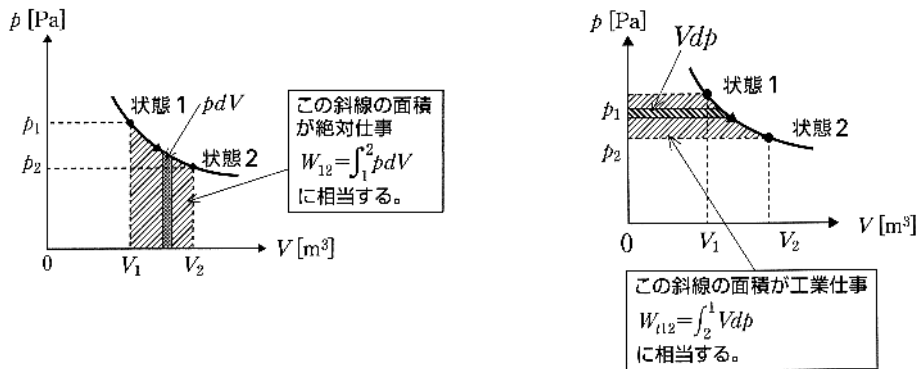 p [Pa]
状態1
pdV
p₁
状態2
p₂
0
V₁
V₂
V [m³]
この斜線の面積
が絶対仕事
W₁₂=∫₁²pdV
に相当する。
p [Pa]
Vdp
状態1
p₁
状態2
p₂
0
V₁
V₂
V [m³]
この斜線の面積が工業仕事
Wₜ₁₂=∫₂¹Vdp
に相当する。